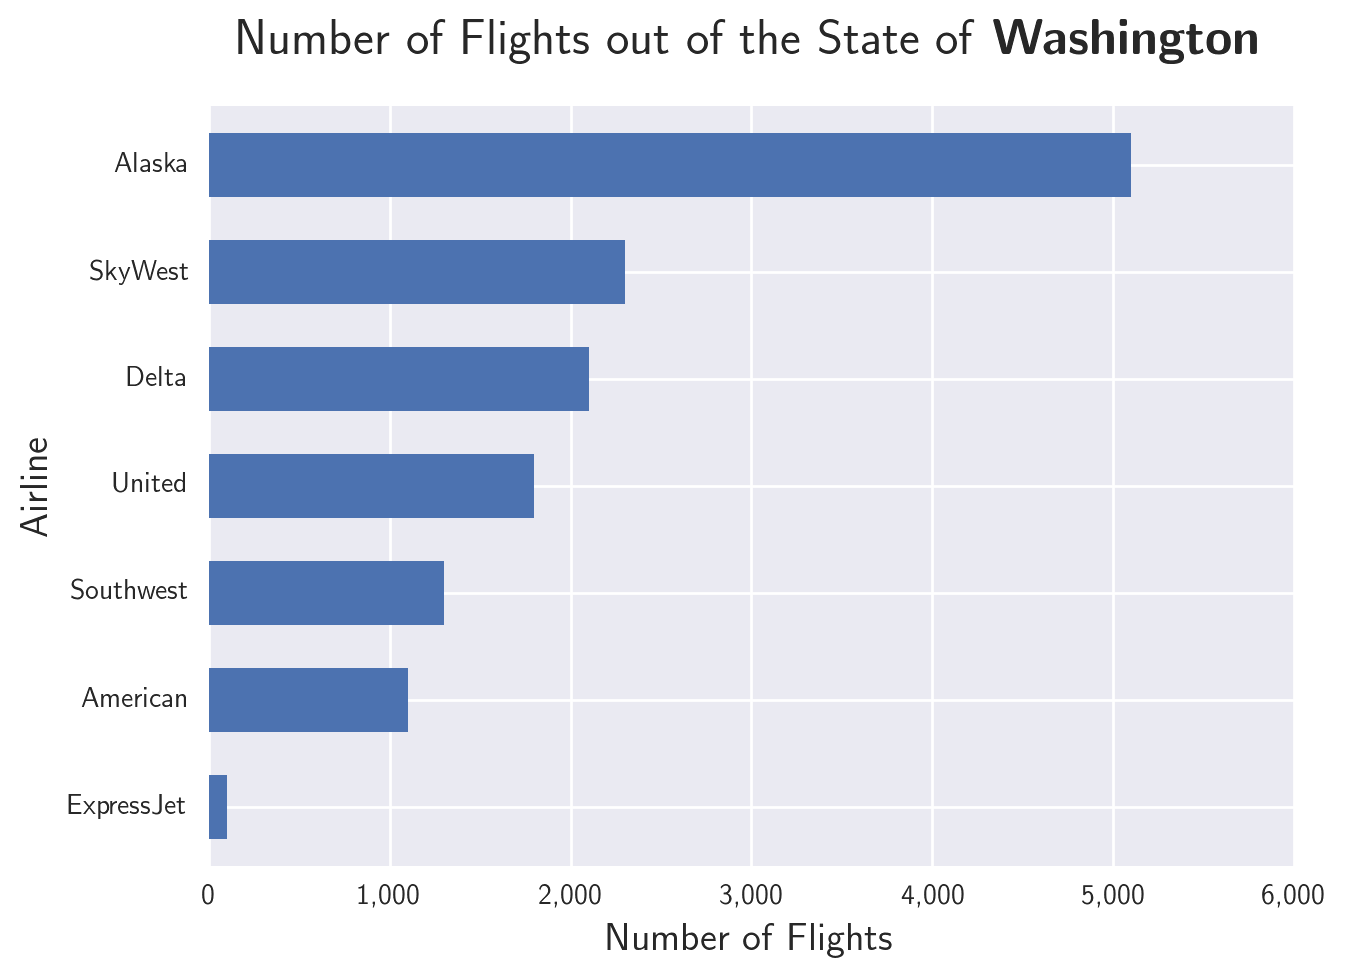 Number of Flights out of the State of Washington
Alaska
SkyWest
Delta
United
Southwest
American
ExpressJet
Airline
0 1,000 2,000 3,000 4,000 5,000 6,000
Number of Flights